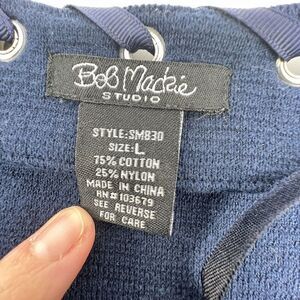 Bob Mackie
STUDIO
STYLE:SMB30
SIZE:L
75% COTTON
25% NYLON
MADE IN CHINA
RN# 103679
SEE REVERSE
FOR CARE